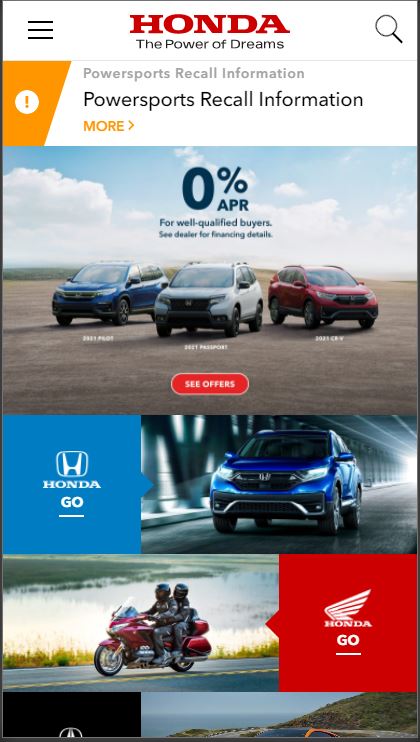 HONDA
The Power of Dreams
Powersports Recall Information
Powersports Recall Information
MORE >
0% APR
For well-qualified buyers.
See dealer for financing details.
2021 PILOT
2021 PASSPORT
2021 CR-V
SEE OFFERS
HONDA
GO
HONDA
GO